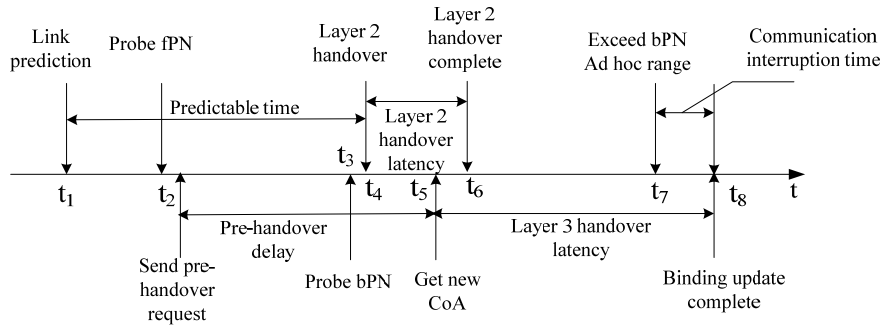 Link
prediction
Probe fPN
Layer 2
handover
Layer 2
handover
complete
Exceed bPN
Ad hoc range
Communication
interruption time
Predictable time
Layer 2
handover
latency
t3
t1
t2
t4
t5
t6
t7
t8
t
Pre-handover
delay
Layer 3 handover
latency
Send pre-
handover
request
Probe bPN
Get new
CoA
Binding update
complete